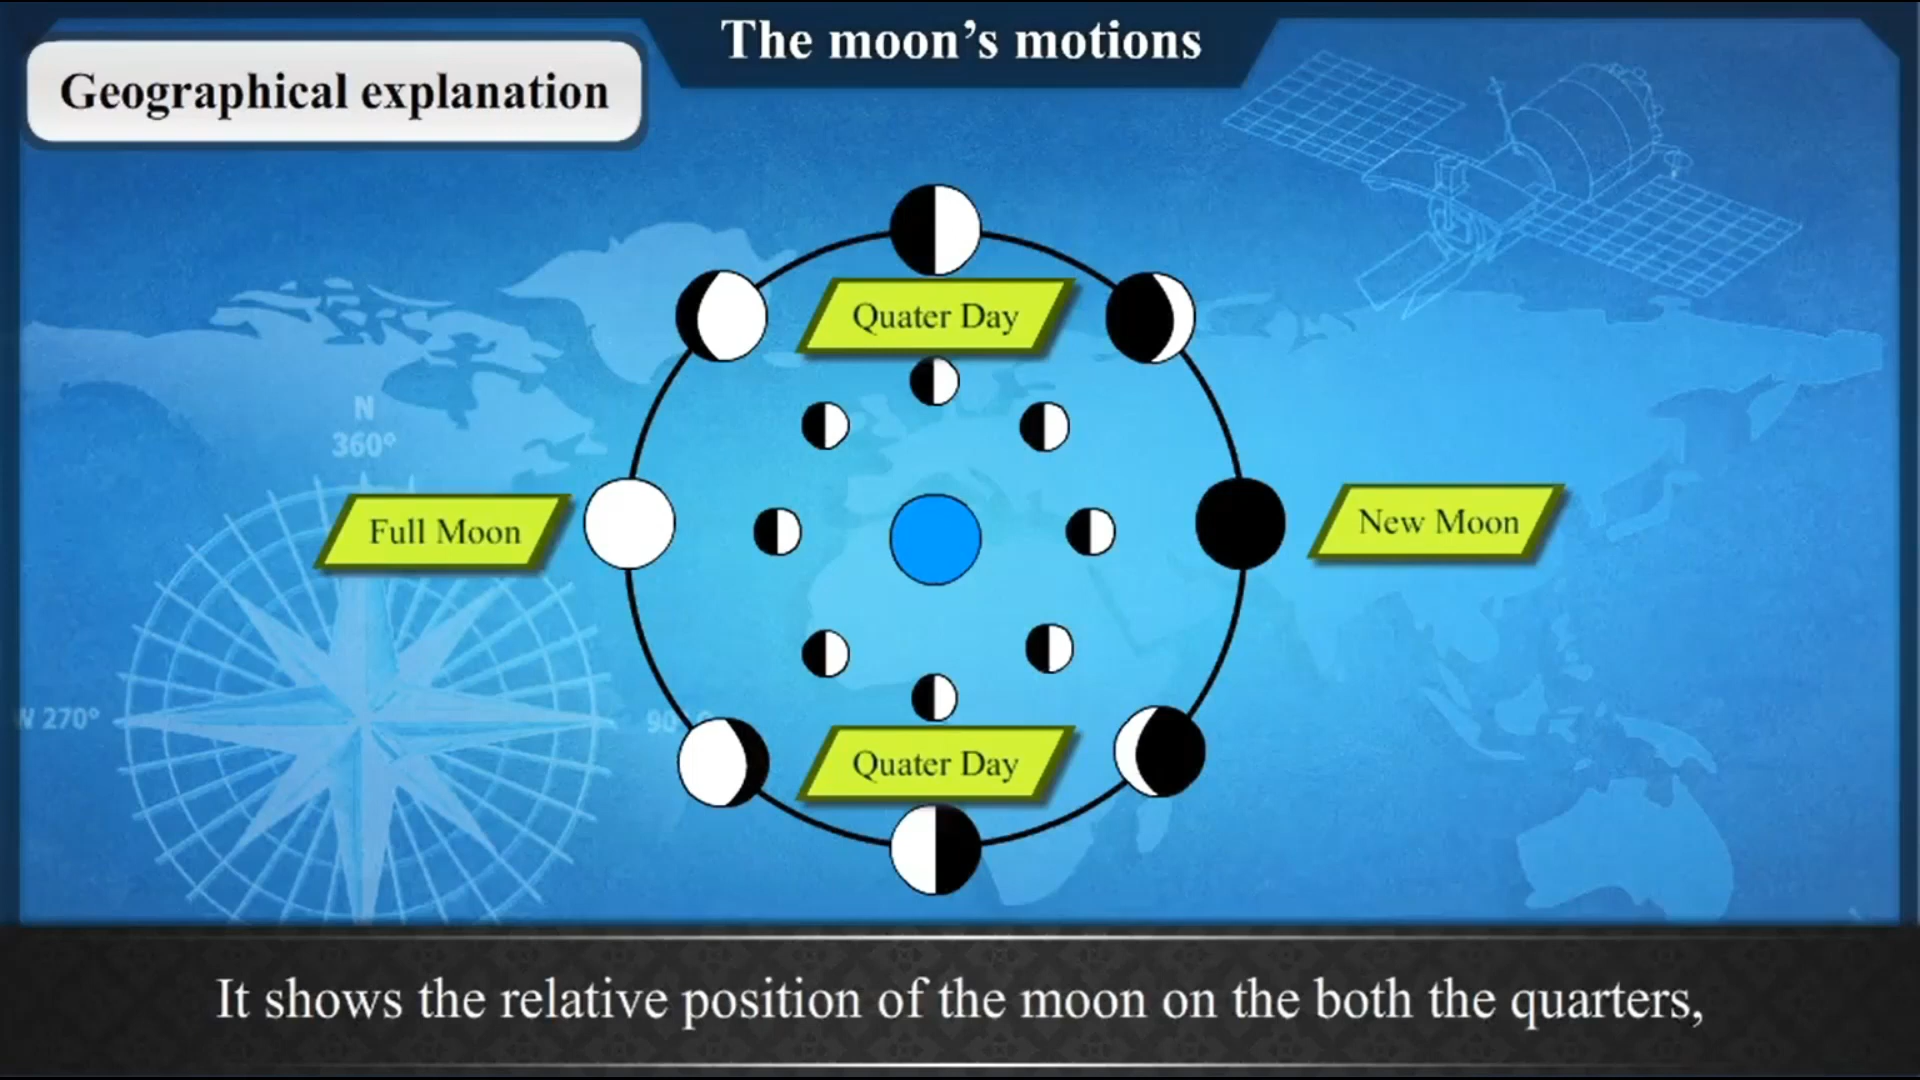 The moon’s motions
Geographical explanation
Quater Day
N
360°
Full Moon
New Moon
W 270°
90°
Quater Day
It shows the relative position of the moon on the both the quarters,